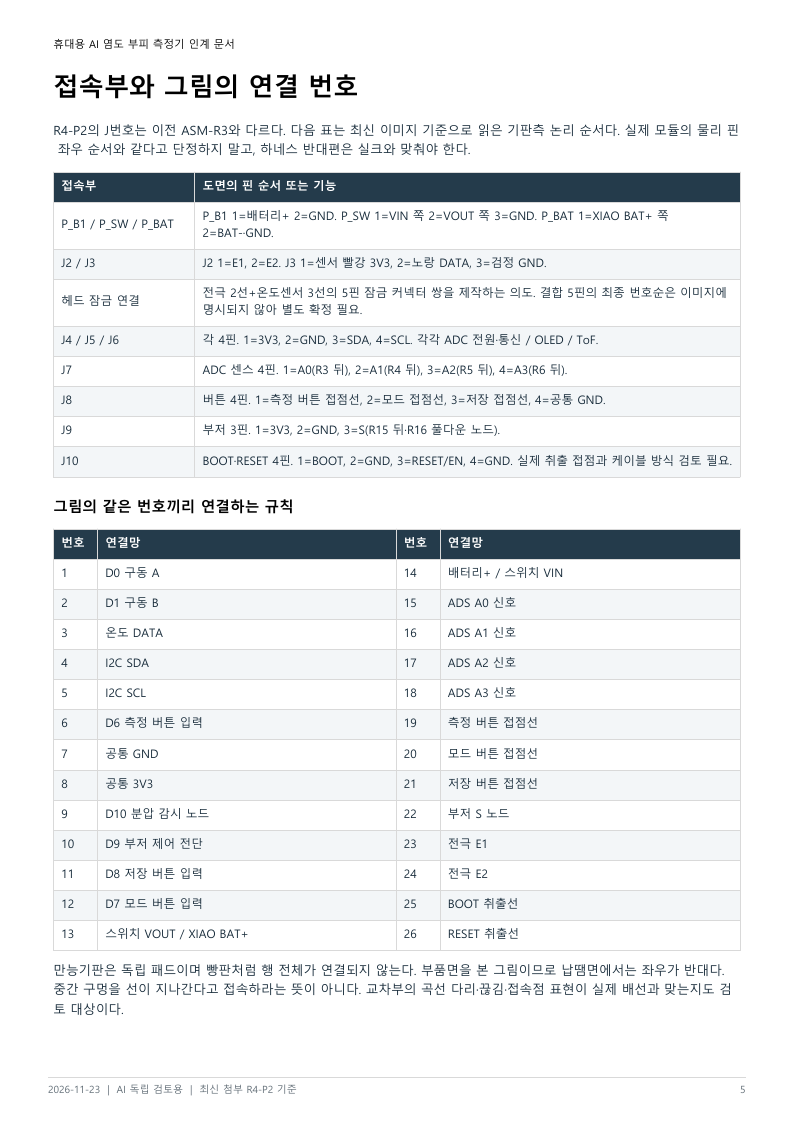 휴대용 AI 염도 부피 측정기 인계 문서
접속부와 그림의 연결 번호
R4-P2의 J번호는 이전 ASM-R3와 다르다. 다음 표는 최신 이미지 기준으로 읽은 기판측 논리 순서다. 실제 모듈의 물리 핀
좌우 순서와 같다고 단정하지 말고, 하네스 반대편은 실크와 맞춰야 한다.
접속부 도면의 핀 순서 또는 기능
P_B1 / P_SW / P_BAT P_B1 1=배터리+ 2=GND. P_SW 1=VIN 쪽 2=VOUT 쪽 3=GND. P_BAT 1=XIAO BAT+ 쪽
2=BAT-·GND.
J2 / J3 J2 1=E1, 2=E2. J3 1=센서 빨강 3V3, 2=노랑 DATA, 3=검정 GND.
헤드 잠금 연결 전극 2선+온도센서 3선의 5핀 잠금 커넥터 쌍을 제작하는 의도. 결합 5핀의 최종 번호순은 이미지에
명시되지 않아 별도 확정 필요.
J4 / J5 / J6 각 4핀. 1=3V3, 2=GND, 3=SDA, 4=SCL. 각각 ADC 전원·통신 / OLED / ToF.
J7 ADC 센스 4핀. 1=A0(R3 뒤), 2=A1(R4 뒤), 3=A2(R5 뒤), 4=A3(R6 뒤).
J8 버튼 4핀. 1=측정 버튼 접점선, 2=모드 접점선, 3=저장 접점선, 4=공통 GND.
J9 부저 3핀. 1=3V3, 2=GND, 3=S(R15 뒤·R16 풀다운 노드).
J10 BOOT·RESET 4핀. 1=BOOT, 2=GND, 3=RESET/EN, 4=GND. 실제 취출 접점과 케이블 방식 검토 필요.
그림의 같은 번호끼리 연결하는 규칙
번호 연결망 번호 연결망
1 D0 구동 A 14 배터리+ / 스위치 VIN
2 D1 구동 B 15 ADS A0 신호
3 온도 DATA 16 ADS A1 신호
4 I2C SDA 17 ADS A2 신호
5 I2C SCL 18 ADS A3 신호
6 D6 측정 버튼 입력 19 측정 버튼 접점선
7 공통 GND 20 모드 버튼 접점선
8 공통 3V3 21 저장 버튼 접점선
9 D10 분압 감시 노드 22 부저 S 노드
10 D9 부저 제어 전단 23 전극 E1
11 D8 저장 버튼 입력 24 전극 E2
12 D7 모드 버튼 입력 25 BOOT 취출선
13 스위치 VOUT / XIAO BAT+ 26 RESET 취출선
만능기판은 독립 패드이며 빵판처럼 행 전체가 연결되지 않는다. 부품면을 본 그림이므로 납땜면에서는 좌우가 반대다.
중간 구멍을 선이 지나간다고 접속하라는 뜻이 아니다. 교차부의 곡선 다리·끊김·접속점 표현이 실제 배선과 맞는지도 검
토 대상이다.
2026-11-23 | AI 독립 검토용 | 최신 첨부 R4-P2 기준 5